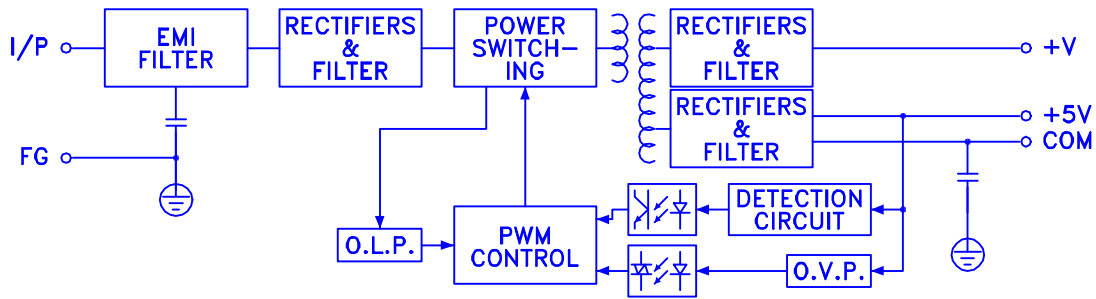 I/P
EMI
FILTER
RECTIFIERS
&
FILTER
POWER
SWITCH-
ING
RECTIFIERS
&
FILTER
+V
RECTIFIERS
&
FILTER
+5V
COM
FG
O.L.P.
PWM
CONTROL
DETECTION
CIRCUIT
O.V.P.